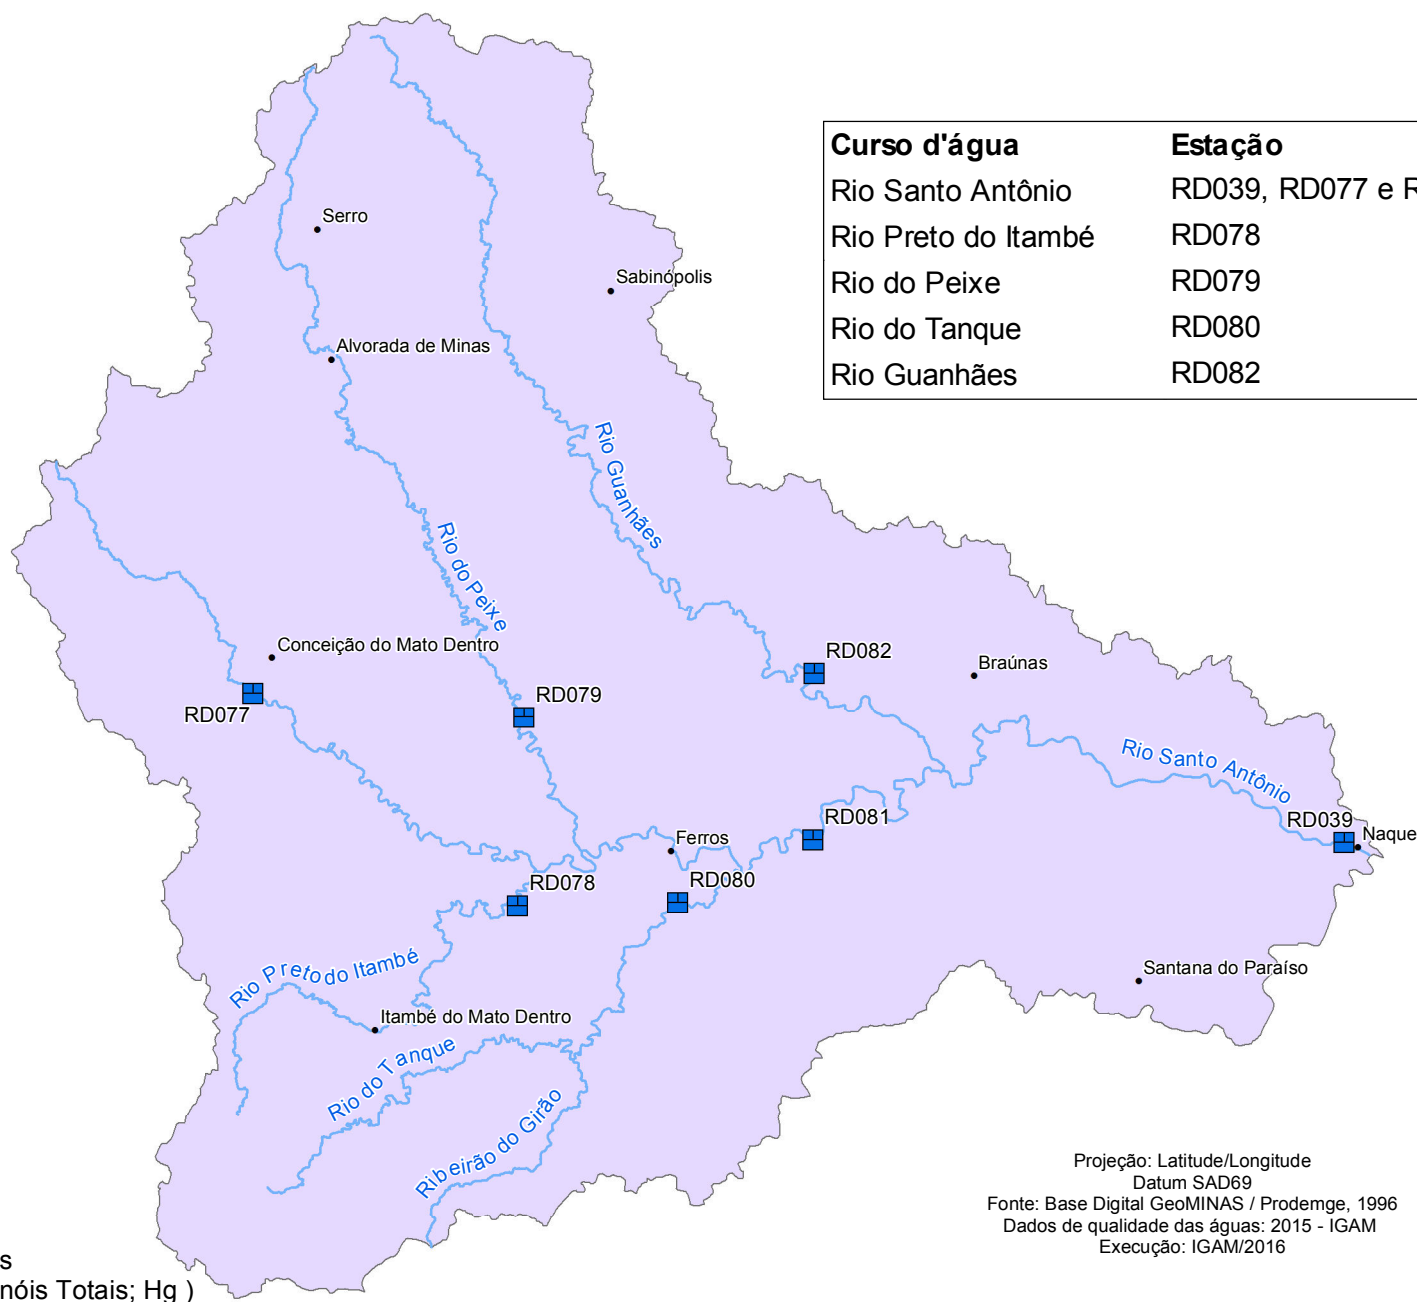 Curso d'água Estação
Rio Santo Antônio RD039, RD077 e R
Rio Preto do Itambé RD078
Rio do Peixe RD079
Rio do Tanque RD080
Rio Guanhães RD082
Serro
Sabinópolis
Alvorada de Minas
Rio Guanhães
Rio do Peixe
Conceição do Mato Dentro
RD082
Braúnas
RD079
RD077
Rio Santo Antônio
RD081
RD039
Naque
Ferros
RD078
RD080
Rio Preto do Itambé
Santana do Paraíso
Itambé do Mato Dentro
Rio do Tanque
Ribeirão do Girão
Projeção: Latitude/Longitude
Datum SAD69
Fonte: Base Digital GeoMINAS / Prodemge, 1996
Dados de qualidade das águas: 2015 - IGAM
Execução: IGAM/2016
s
nóis Totais; Hg )